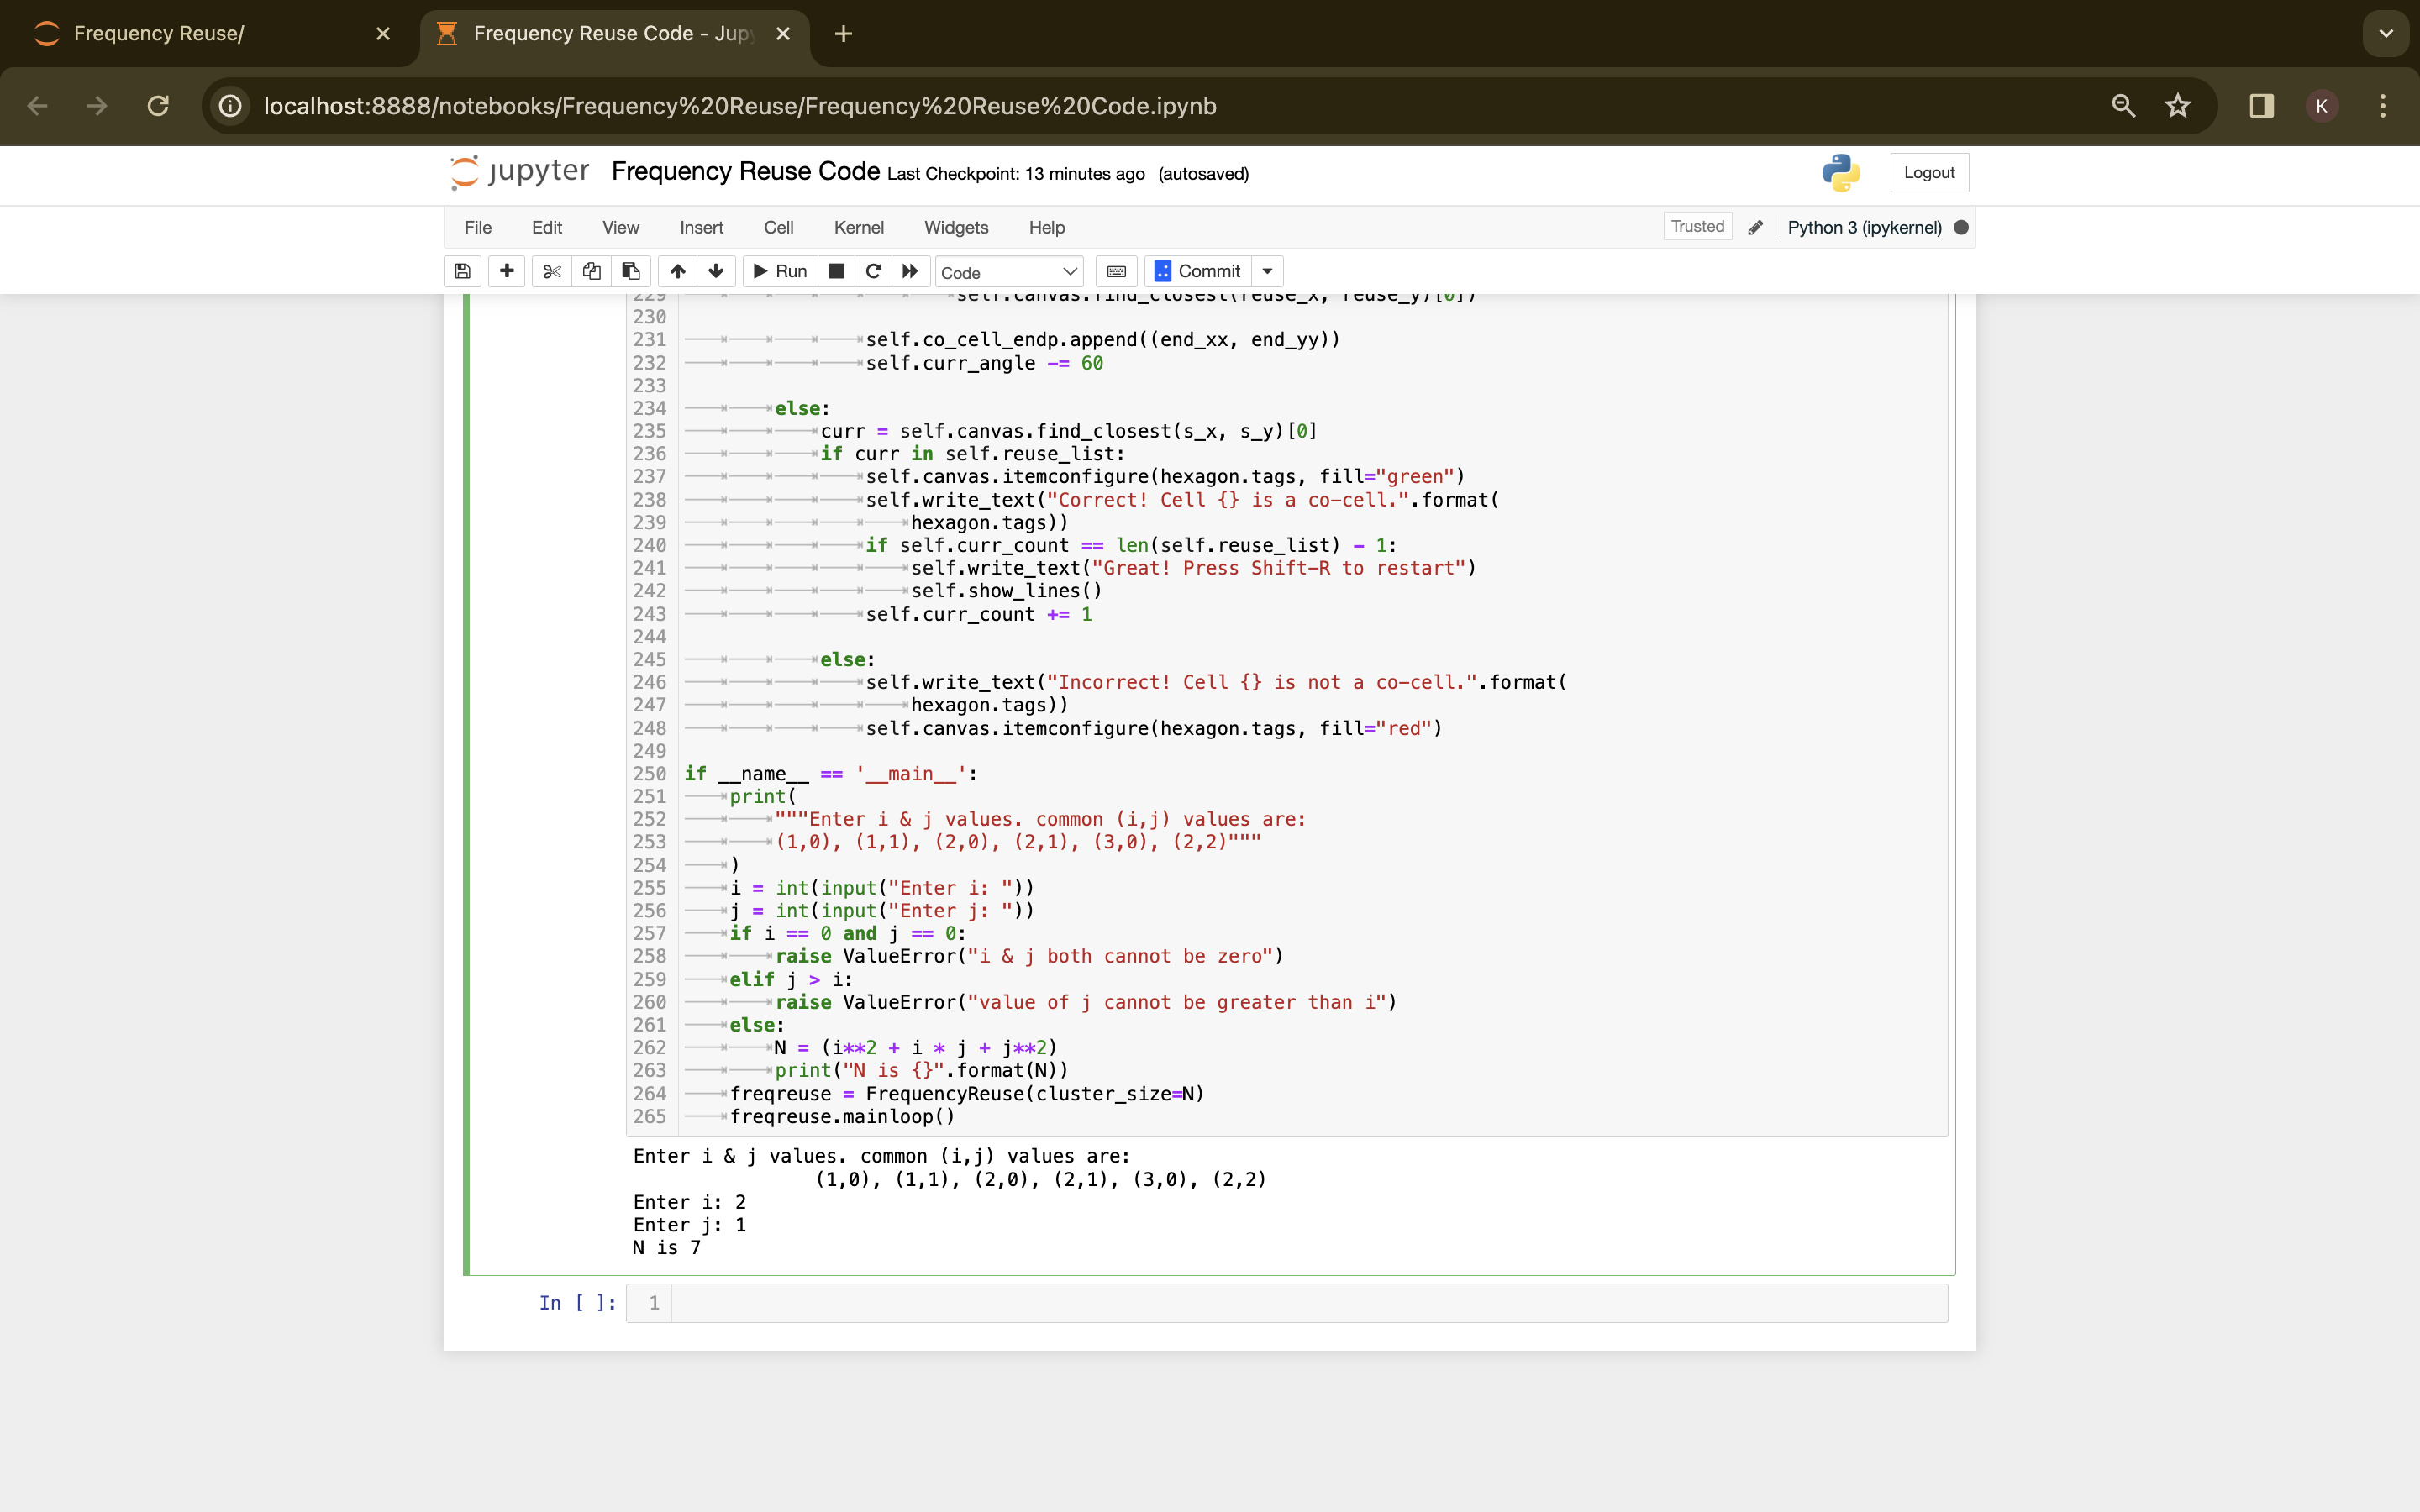 Frequency Reuse/
Frequency Reuse Code - Jupy
localhost:8888/notebooks/Frequency%20Reuse/Frequency%20Reuse%20Code.ipynb
K
jupyter Frequency Reuse Code Last Checkpoint: 13 minutes ago (autosaved)
Logout
File Edit View Insert Cell Kernel Widgets Help
Trusted
Python 3 (ipykernel)
Run
Code
Commit
229 self.canvas.find_closest(reuse_x, reuse_y)[0])
230
231 self.co_cell_endp.append((end_xx, end_yy))
232 self.curr_angle -= 60
233
234 else:
235 curr = self.canvas.find_closest(s_x, s_y)[0]
236 if curr in self.reuse_list:
237 self.canvas.itemconfigure(hexagon.tags, fill="green")
238 self.write_text("Correct! Cell {} is a co-cell.".format(
239 hexagon.tags))
240 if self.curr_count == len(self.reuse_list) - 1:
241 self.write_text("Great! Press Shift-R to restart")
242 self.show_lines()
243 self.curr_count += 1
244
245 else:
246 self.write_text("Incorrect! Cell {} is not a co-cell.".format(
247 hexagon.tags))
248 self.canvas.itemconfigure(hexagon.tags, fill="red")
249
250 if __name__ == '__main__':
251 print(
252 """Enter i & j values. common (i,j) values are:
253 (1,0), (1,1), (2,0), (2,1), (3,0), (2,2)"""
254 )
255 i = int(input("Enter i: "))
256 j = int(input("Enter j: "))
257 if i == 0 and j == 0:
258 raise ValueError("i & j both cannot be zero")
259 elif j > i:
260 raise ValueError("value of j cannot be greater than i")
261 else:
262 N = (i**2 + i * j + j**2)
263 print("N is {}".format(N))
264 freqreuse = FrequencyReuse(cluster_size=N)
265 freqreuse.mainloop()
Enter i & j values. common (i,j) values are:
(1,0), (1,1), (2,0), (2,1), (3,0), (2,2)
Enter i: 2
Enter j: 1
N is 7
In [ ]: 1